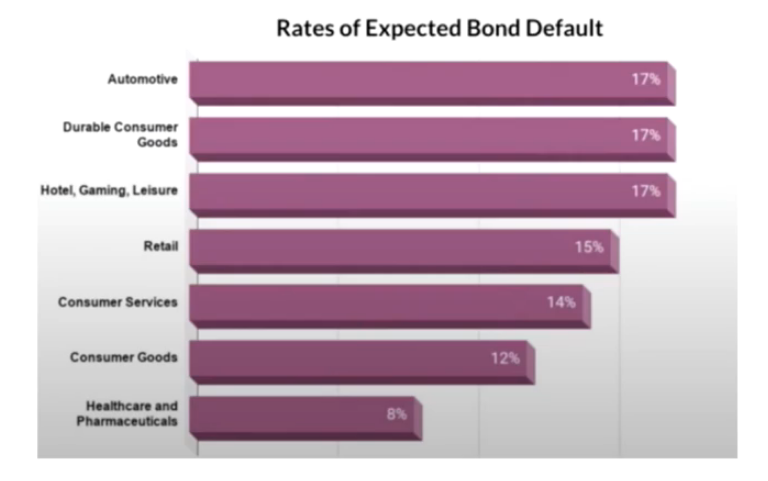 Rates of Expected Bond Default
Automotive
17%
Durable Consumer
Goods
17%
Hotel, Gaming, Leisure
17%
Retail
15%
Consumer Services
14%
Consumer Goods
12%
Healthcare and
Pharmaceuticals
8%